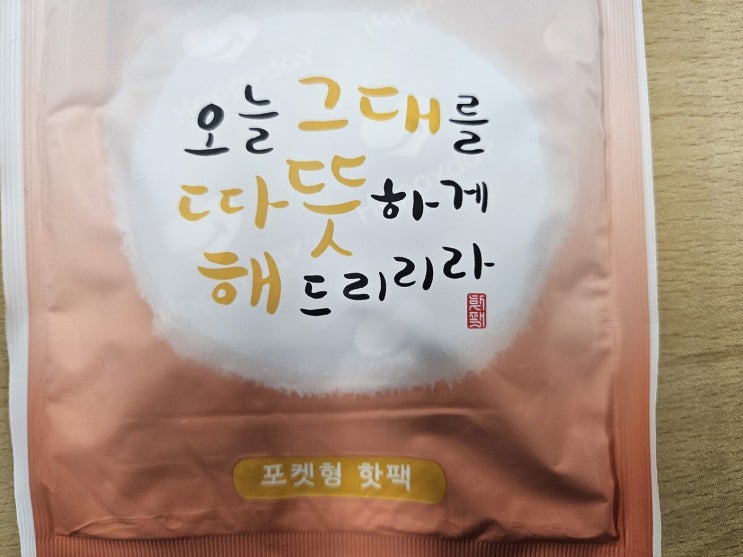 오늘 그대를
따뜻하게
해 드리리라
포켓형 핫팩
Happyday